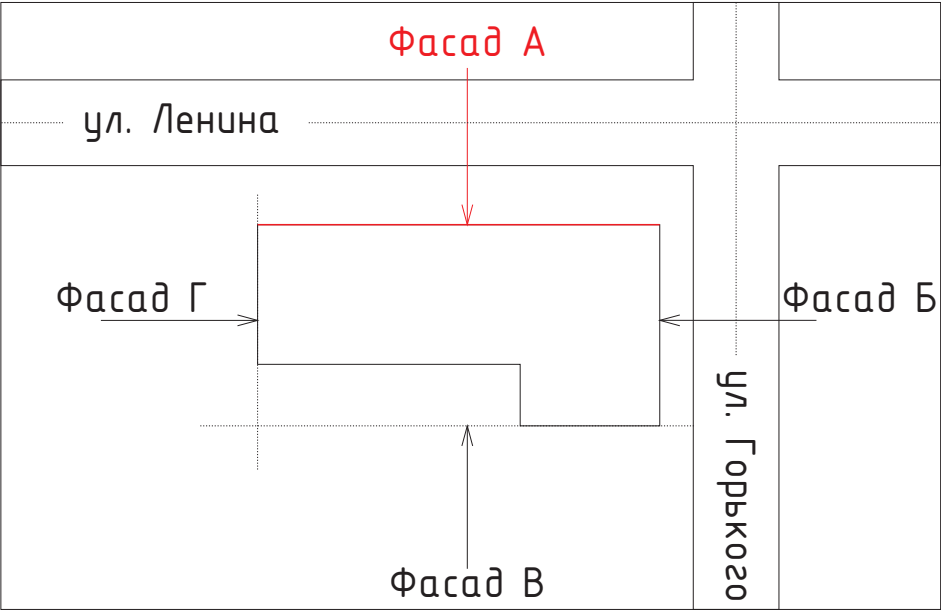 Фасад А
ул. Ленина
Фасад Г
Фасад Б
ул. Горького
Фасад В